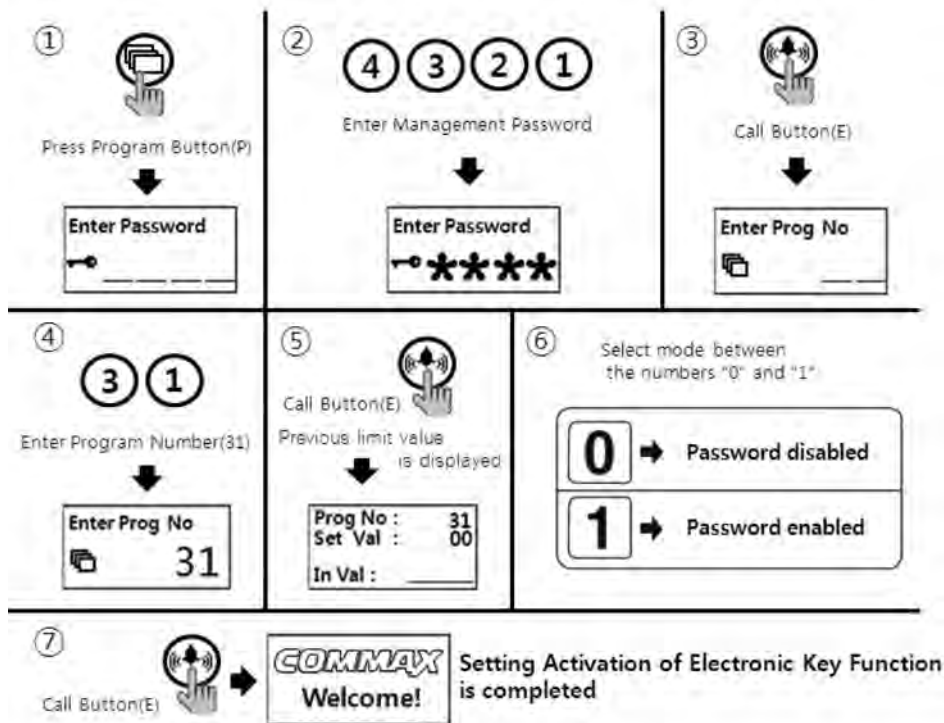 ①
Press Program Button(P)
Enter Password
②
4 3 2 1
Enter Management Password
Enter Password
③
Call Button(E)
Enter Prog No
④
3 1
Enter Program Number(31)
Enter Prog No
31
⑤
Call Button(E)
Previous limit value
is displayed
Prog No : 31
Set Val : 00
In Val :
⑥
Select mode between
the numbers "0" and "1"
0 Password disabled
1 Password enabled
⑦
Call Button(E)
COMMAX
Welcome!
Setting Activation of Electronic Key Function
is completed